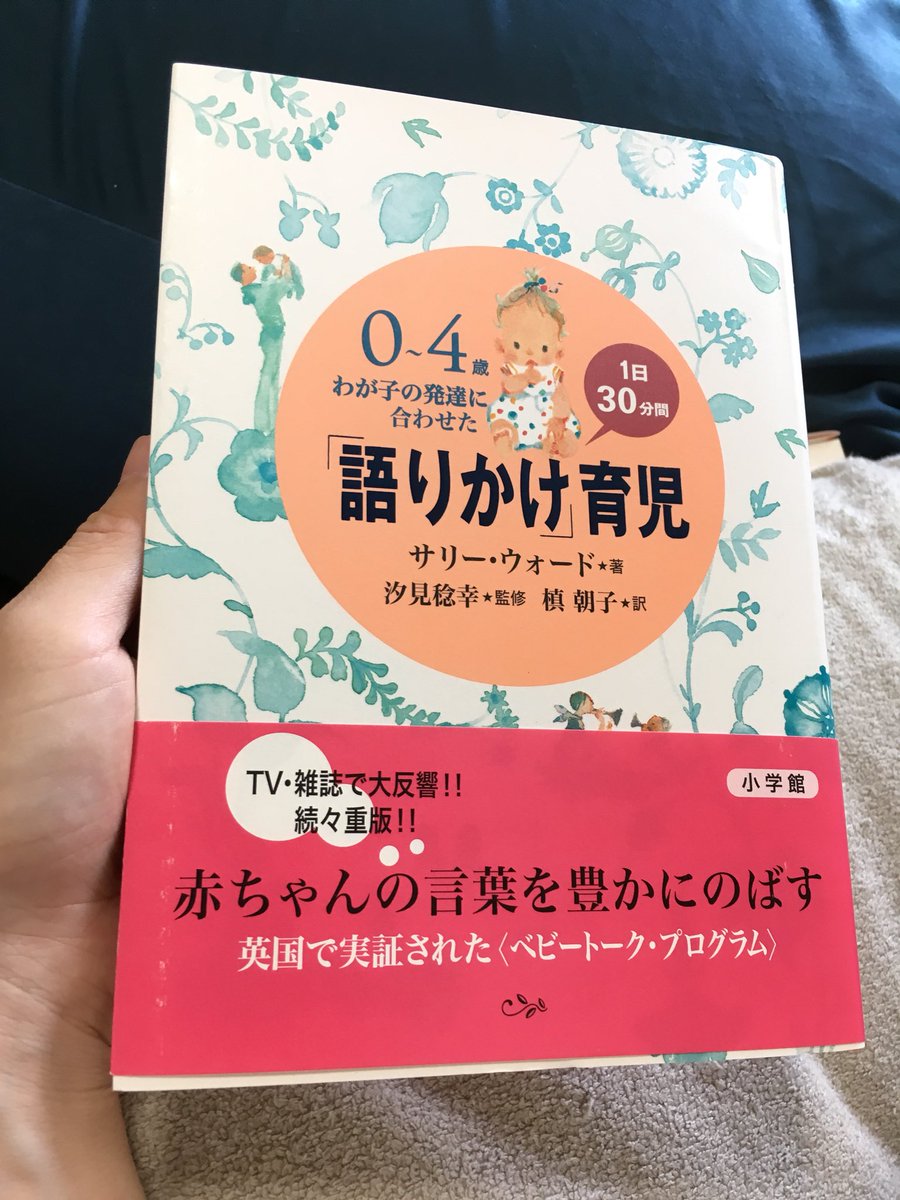 0~4歳
わが子の発達に
合わせた
1日
30分間
「語りかけ」育児
サリー・ウォード★著
汐見稔幸★監修 槙 朝子★訳
TV・雑誌で大反響!!
続々重版!!
小学館
赤ちゃんの言葉を豊かにのばす
英国で実証された〈ベビートーク・プログラム〉